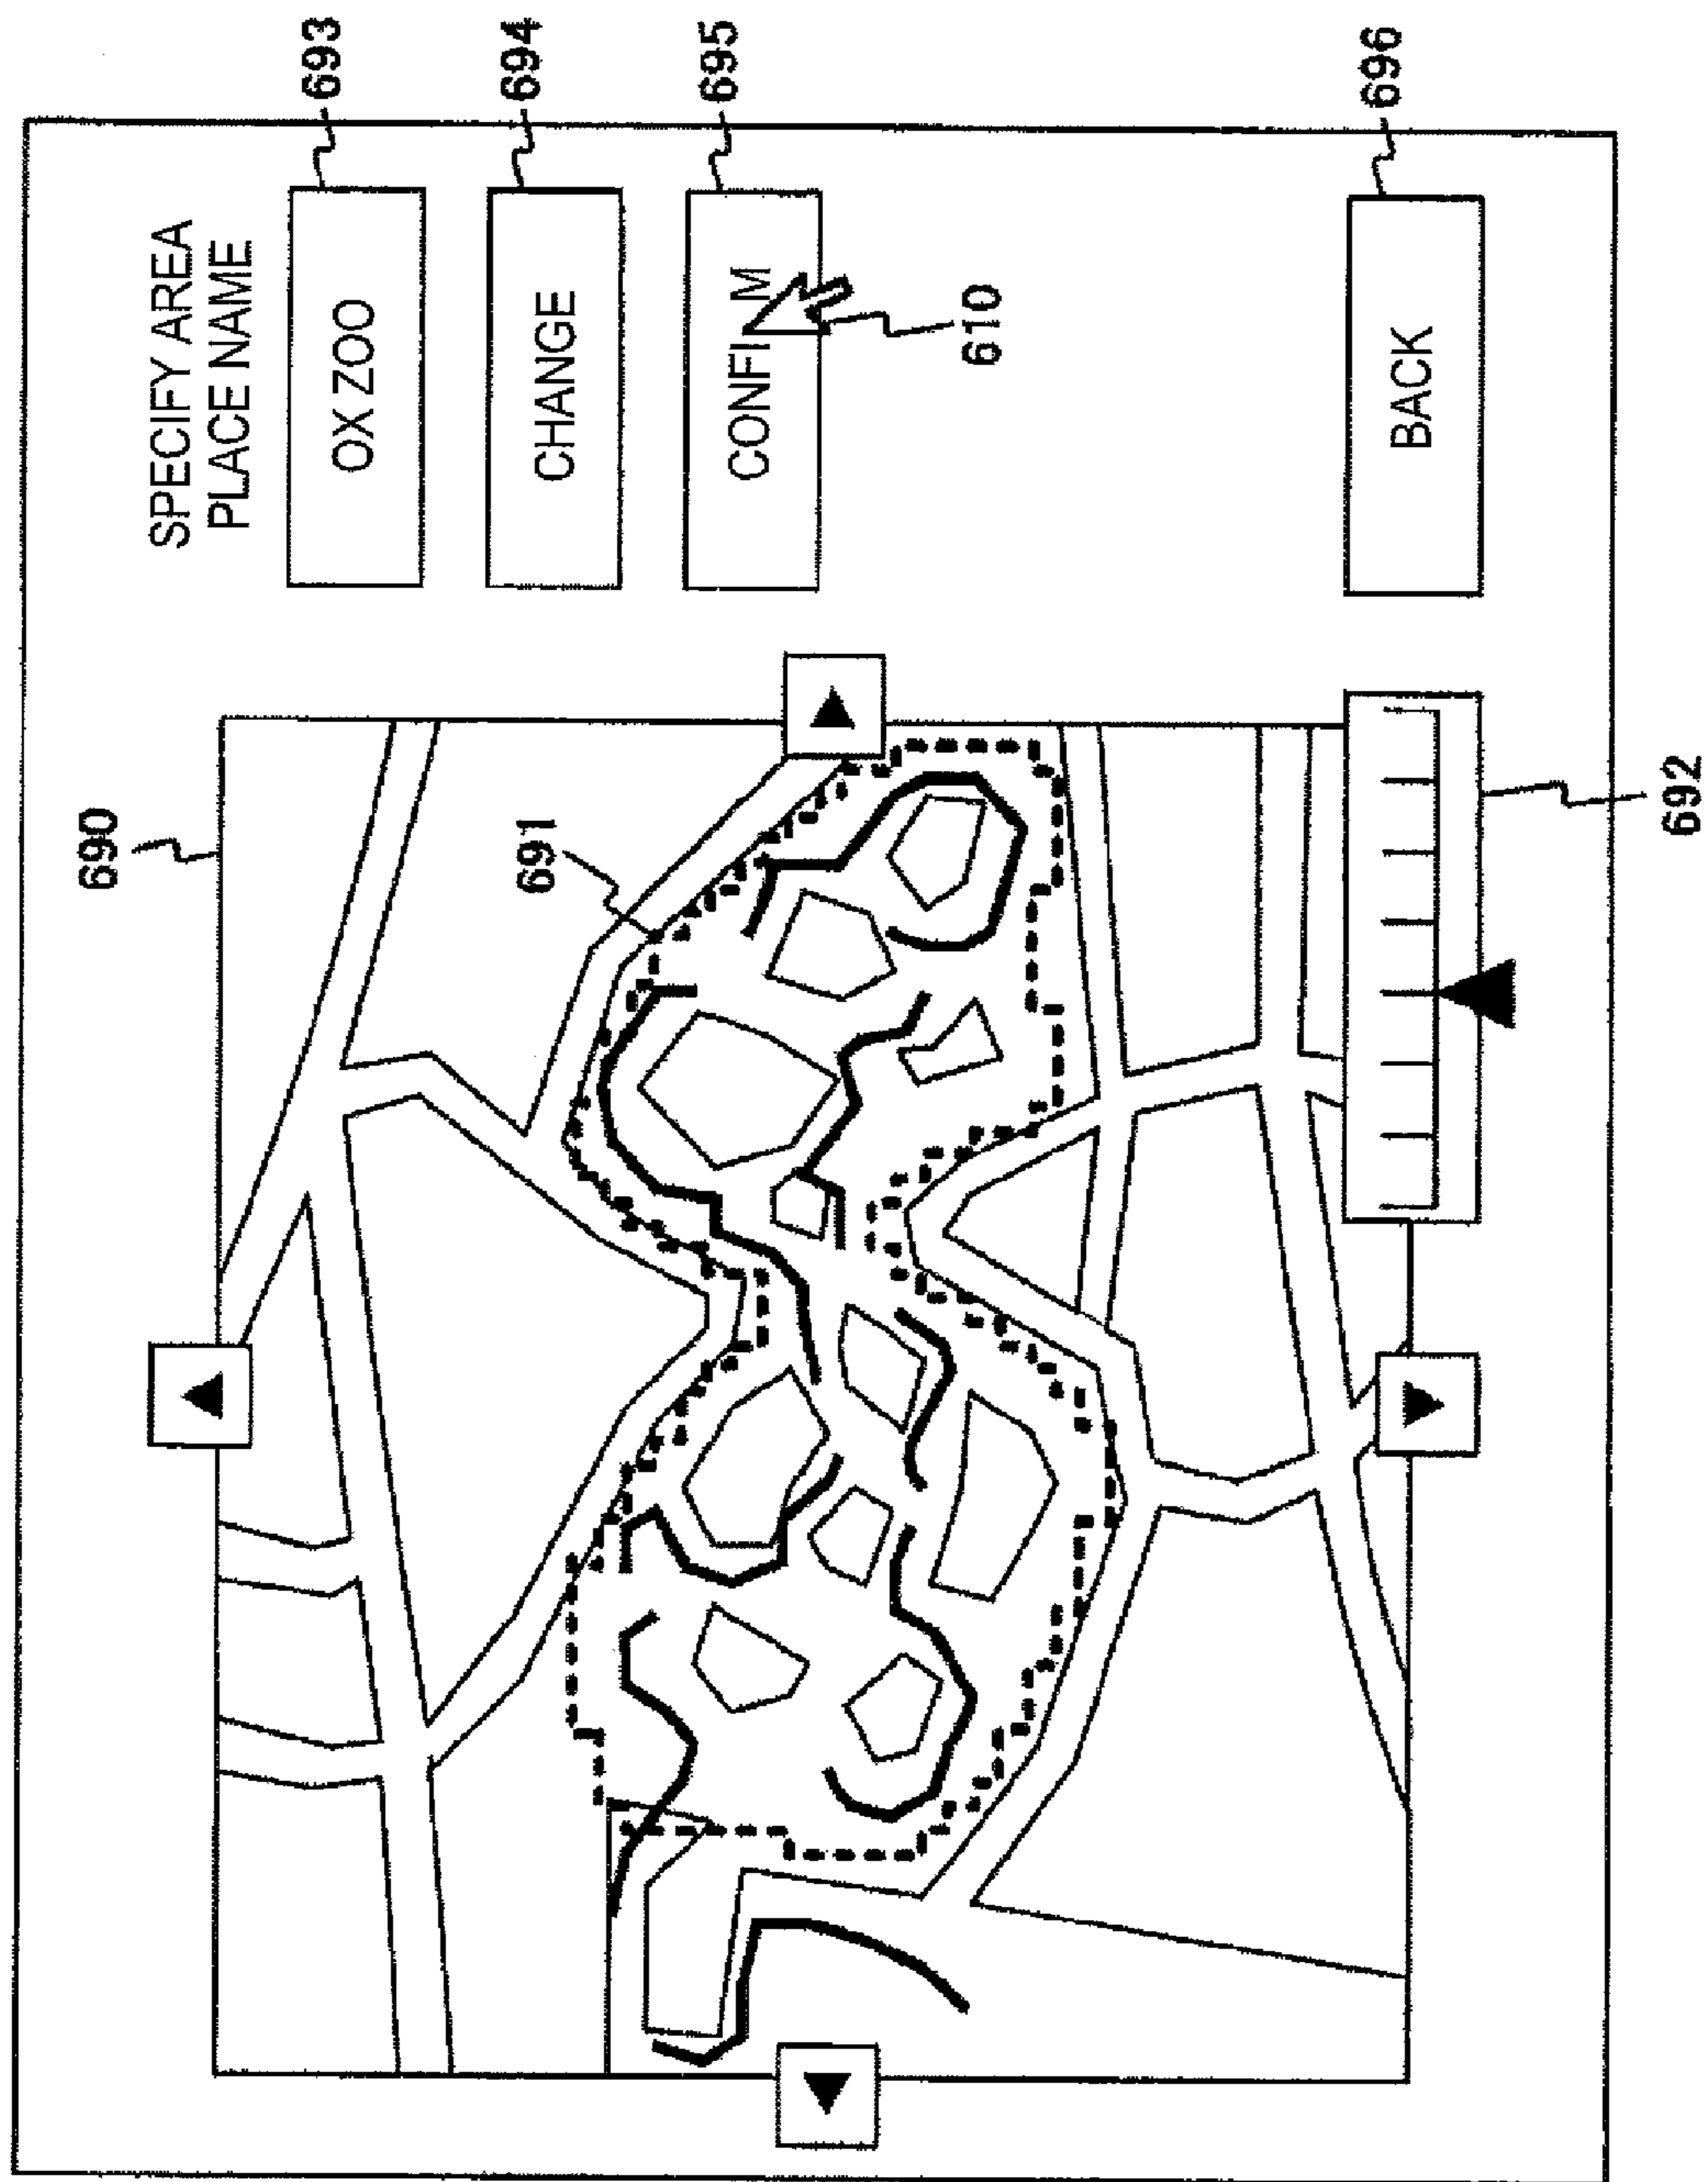 690
SPECIFY AREA
PLACE NAME
OX ZOO
693
691
CHANGE
694
CONFI M
695
610
BACK
696
692